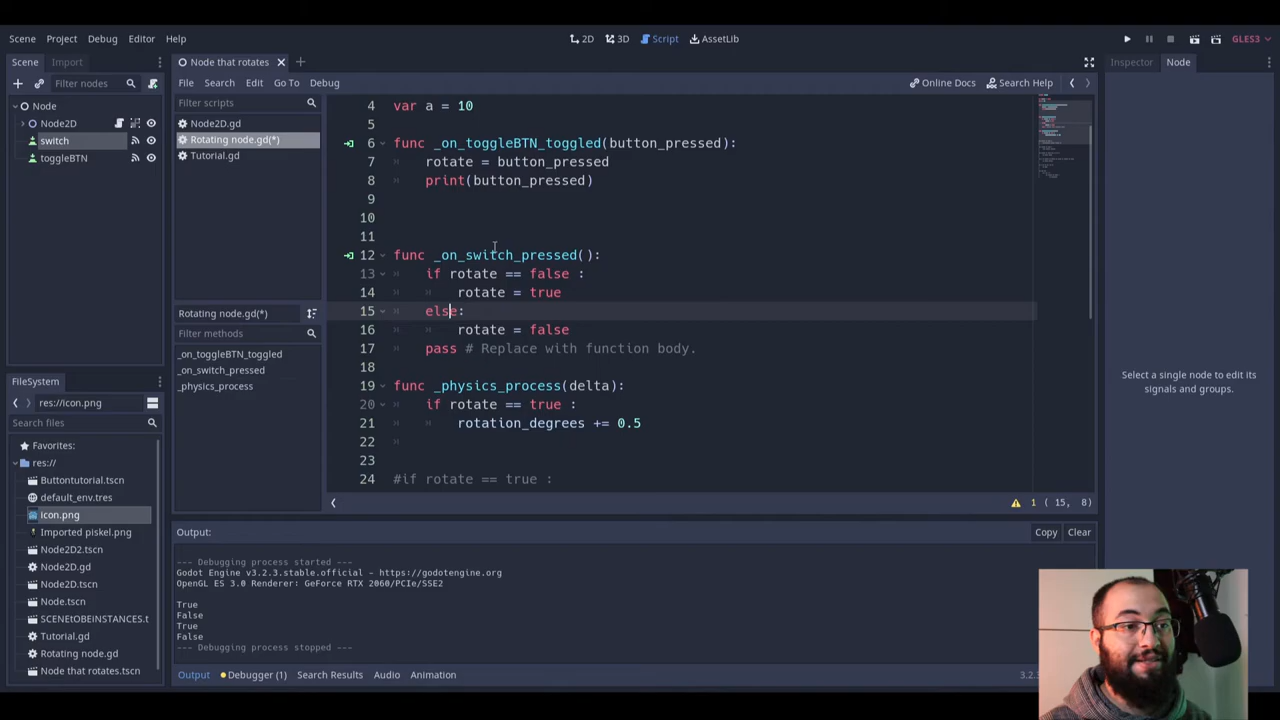 Scene Project Debug Editor Help
2D 3D Script AssetLib
GLES3
Scene Import
Node that rotates
Inspector Node
Filter nodes
File Search Edit Go To Debug
Online Docs Search Help
Node
Node2D
switch
toggleBTN
Filter scripts
Node2D.gd
Rotating node.gd(*)
Tutorial.gd
Rotating node.gd(*)
Filter methods
_on_toggleBTN_toggled
_on_switch_pressed
_physics_process
4 var a = 10
5
6 func _on_toggleBTN_toggled(button_pressed):
7 rotate = button_pressed
8 print(button_pressed)
9
10
11
12 func _on_switch_pressed():
13 if rotate == false :
14 rotate = true
15 else:
16 rotate = false
17 pass # Replace with function body.
18
19 func _physics_process(delta):
20 if rotate == true :
21 rotation_degrees += 0.5
22
23
24 #if rotate == true :
1 ( 15, 8)
Select a single node to edit its
signals and groups.
FileSystem
res://icon.png
Search files
Favorites:
res://
Buttontutorial.tscn
default_env.tres
icon.png
Imported piskel.png
Node2D2.tscn
Node2D.gd
Node2D.tscn
Node.tscn
SCENEtOBEINSTANCES.t
Tutorial.gd
Rotating node.gd
Node that rotates.tscn
Output:
Copy Clear
--- Debugging process started ---
Godot Engine v3.2.3.stable.official - https://godotengine.org
OpenGL ES 3.0 Renderer: GeForce RTX 2060/PCIe/SSE2
True
False
True
False
--- Debugging process stopped ---
Output Debugger (1) Search Results Audio Animation
3.2.3